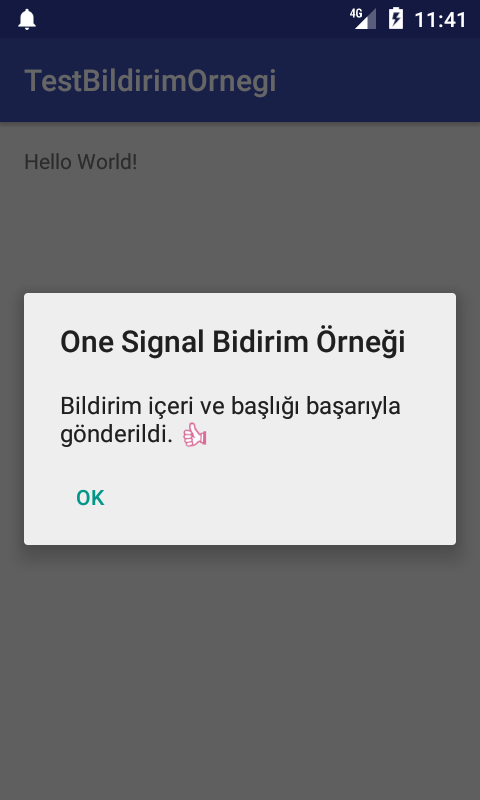 4G 11:41
TestBildirimOrnegi
Hello World!
One Signal Bidirim Örneği
Bildirim içeri ve başlığı başarıyla
gönderildi. 👍
OK